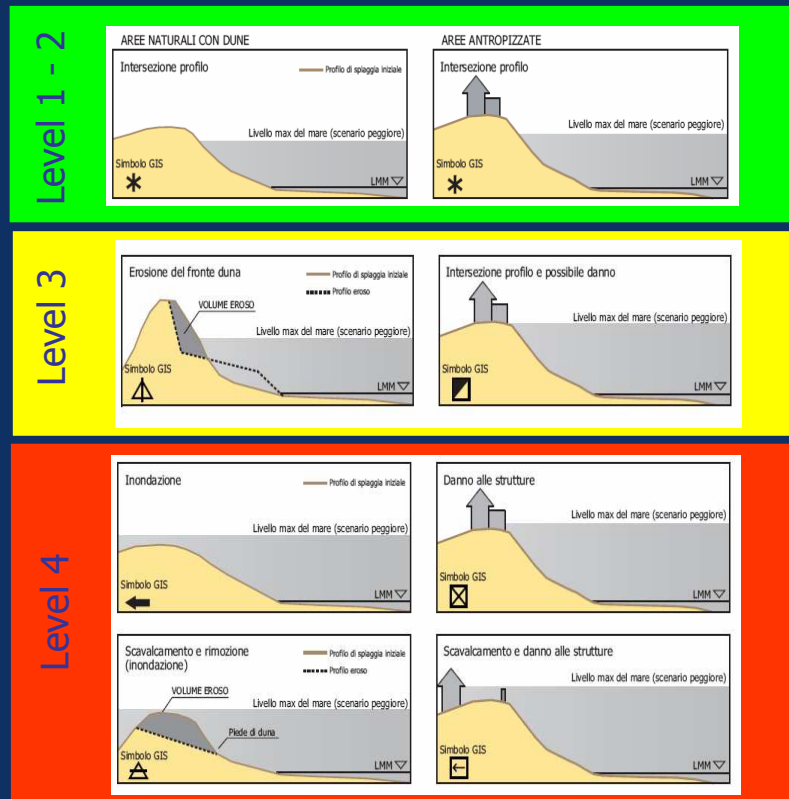 Level 1 - 2
AREE NATURALI CON DUNE
Intersezione profilo
Profilo di spiaggia iniziale
Livello max del mare (scenario peggiore)
Simbolo GIS
LMM
AREE ANTROPIZZATE
Intersezione profilo
Livello max del mare (scenario peggiore)
Simbolo GIS
LMM
Level 3
Erosione del fronte duna
Profilo di spiaggia iniziale
Profilo eroso
VOLUME EROSO
Livello max del mare (scenario peggiore)
Simbolo GIS
LMM
Intersezione profilo e possibile danno
Livello max del mare (scenario peggiore)
Simbolo GIS
LMM
Level 4
Inondazione
Profilo di spiaggia iniziale
Livello max del mare (scenario peggiore)
Simbolo GIS
LMM
Danno alle strutture
Livello max del mare (scenario peggiore)
Simbolo GIS
LMM
Scavalcamento e rimozione
(inondazione)
Profilo di spiaggia iniziale
Profilo eroso
VOLUME EROSO
Livello max del mare (scenario peggiore)
Piede di duna
Simbolo GIS
LMM
Scavalcamento e danno alle strutture
Livello max del mare (scenario peggiore)
Simbolo GIS
LMM